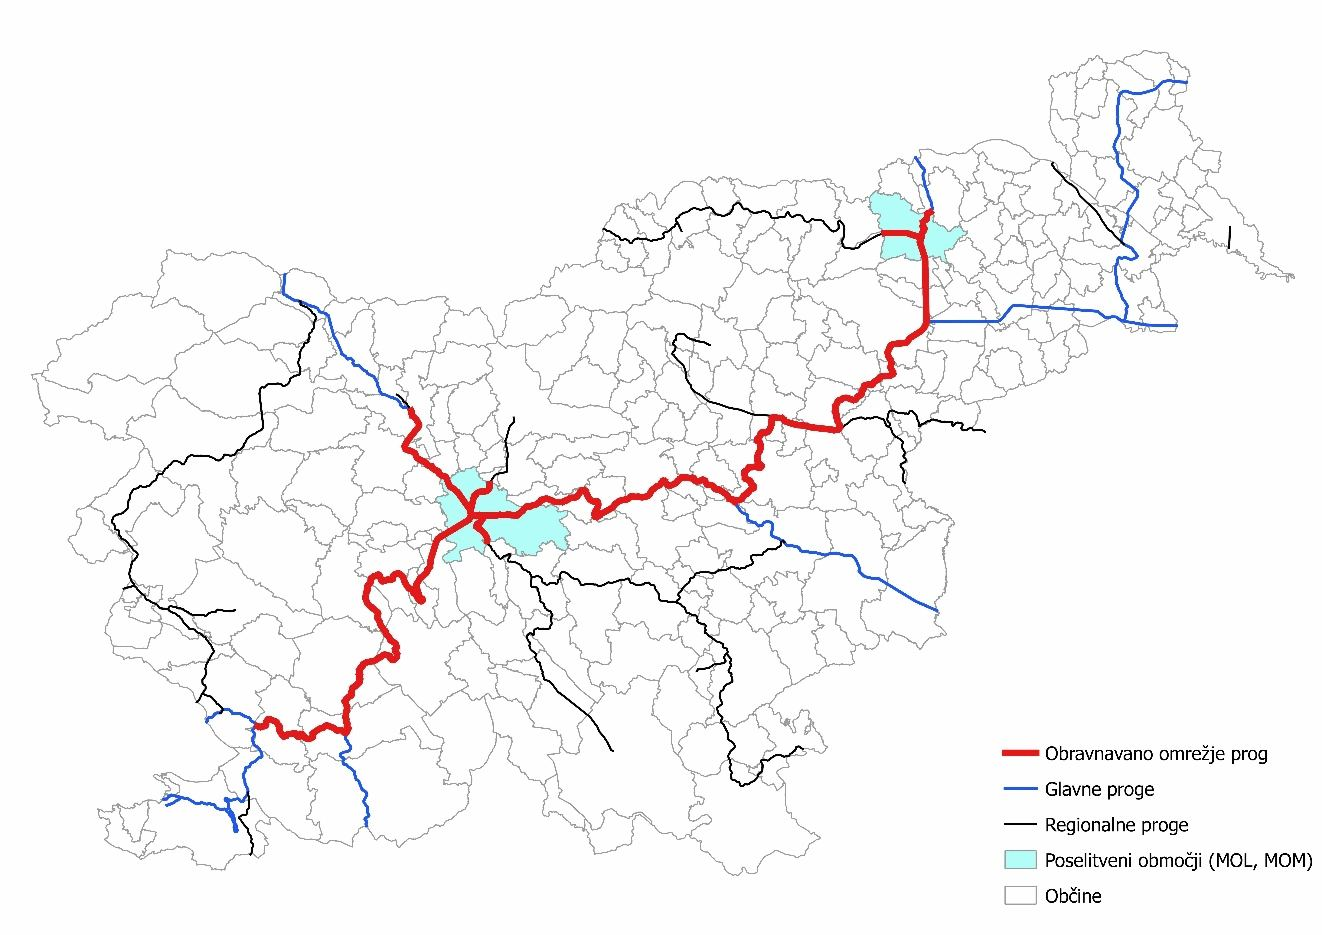 Obravnavano omrežje prog
Glavne proge
Regionalne proge
Poselitveni območji (MOL, MOM)
Občine